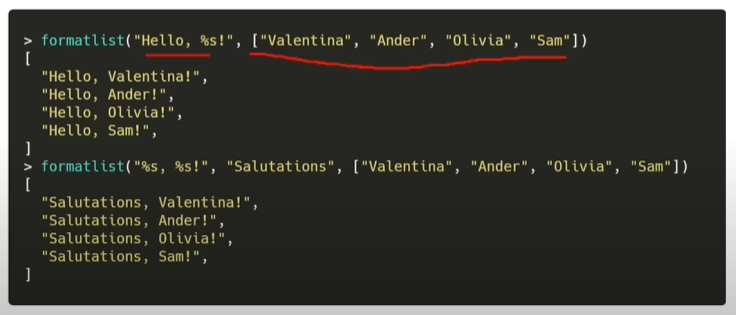 > formatlist("Hello, %s!", ["Valentina", "Ander", "Olivia", "Sam"])
[
  "Hello, Valentina!",
  "Hello, Ander!",
  "Hello, Olivia!",
  "Hello, Sam!",
]
> formatlist("%s, %s!", "Salutations", ["Valentina", "Ander", "Olivia", "Sam"])
[
  "Salutations, Valentina!",
  "Salutations, Ander!",
  "Salutations, Olivia!",
  "Salutations, Sam!",
]